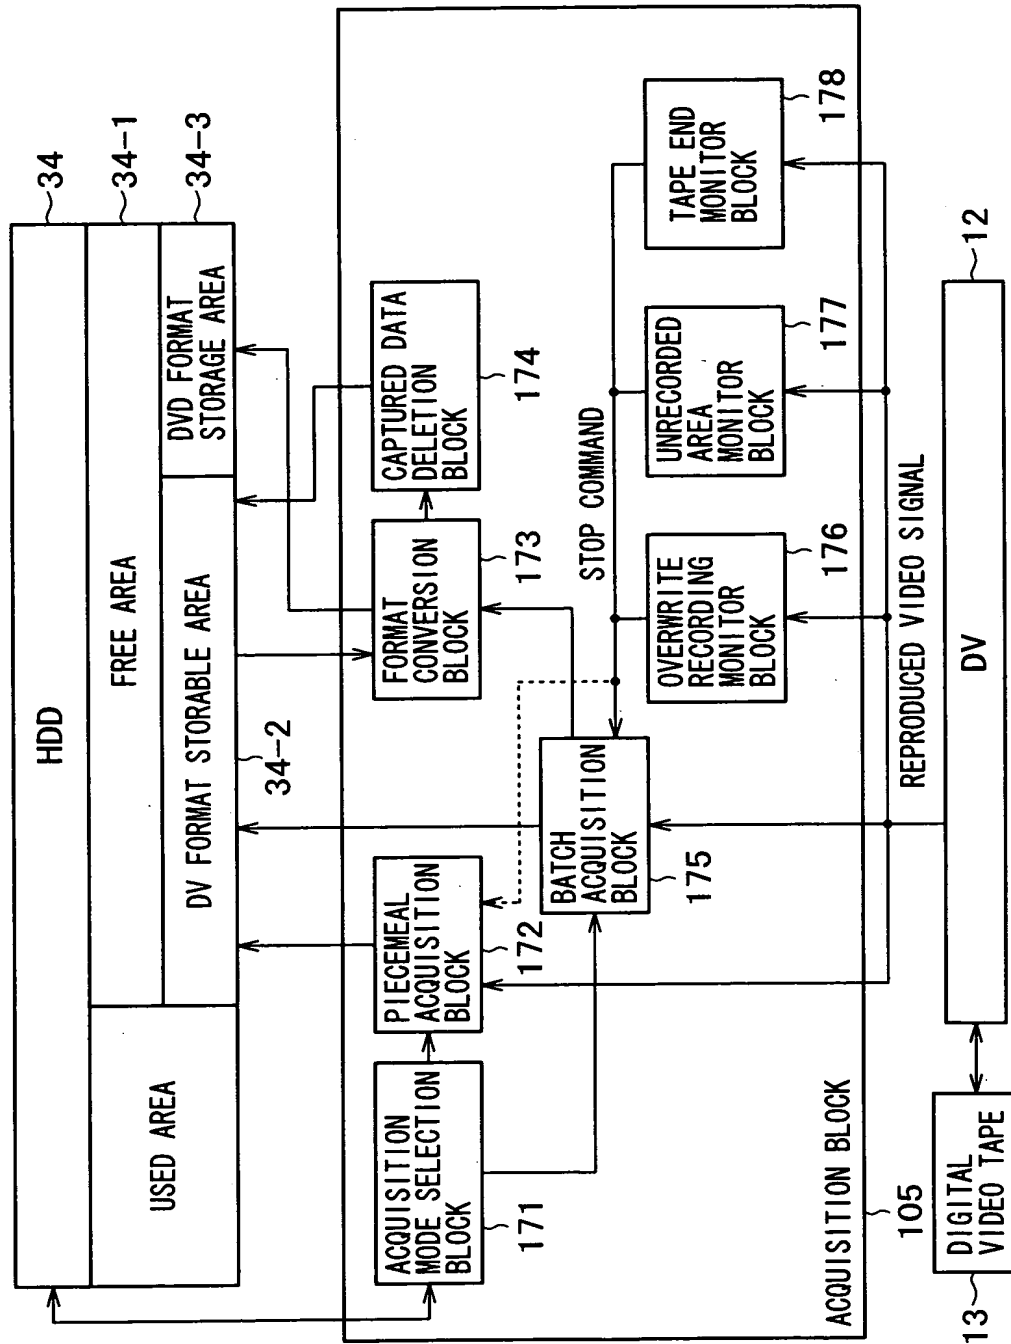 HDD
34
FREE AREA
34-1
USED AREA
DV FORMAT STORABLE AREA
34-2
DVD FORMAT
STORAGE AREA
34-3
ACQUISITION
MODE SELECTION
BLOCK
171
PIECEMEAL
ACQUISITION
BLOCK
172
FORMAT
CONVERSION
BLOCK
173
CAPTURED DATA
DELETION
BLOCK
174
BATCH
ACQUISITION
BLOCK
175
STOP COMMAND
OVERWRITE
RECORDING
MONITOR
BLOCK
176
UNRECORDED
AREA
MONITOR
BLOCK
177
TAPE END
MONITOR
BLOCK
178
ACQUISITION BLOCK
105
REPRODUCED VIDEO SIGNAL
DIGITAL
VIDEO TAPE
13
DV
12